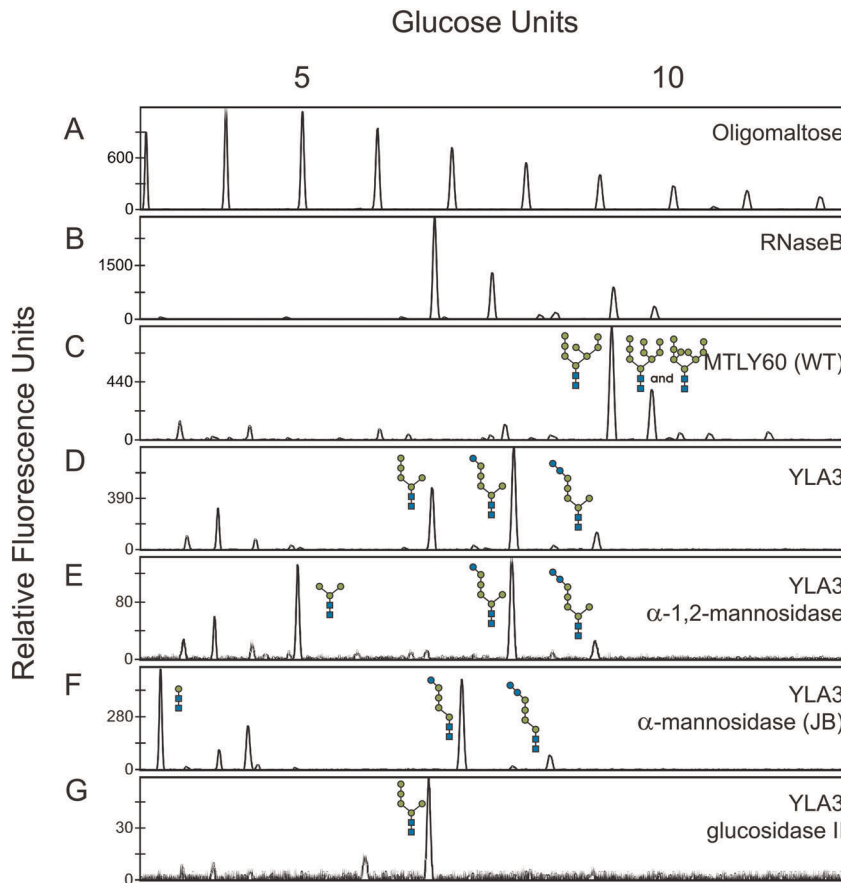 Glucose Units
5 10
Relative Fluorescence Units
A
Oligomaltose
600
0
B
RNaseB
1500
0
C
and
MTLY60 (WT)
440
0
D
YLA3
390
0
E
YLA3
α-1,2-mannosidase
80
0
F
YLA3
α-mannosidase (JB)
280
0
G
YLA3
glucosidase II
30
0